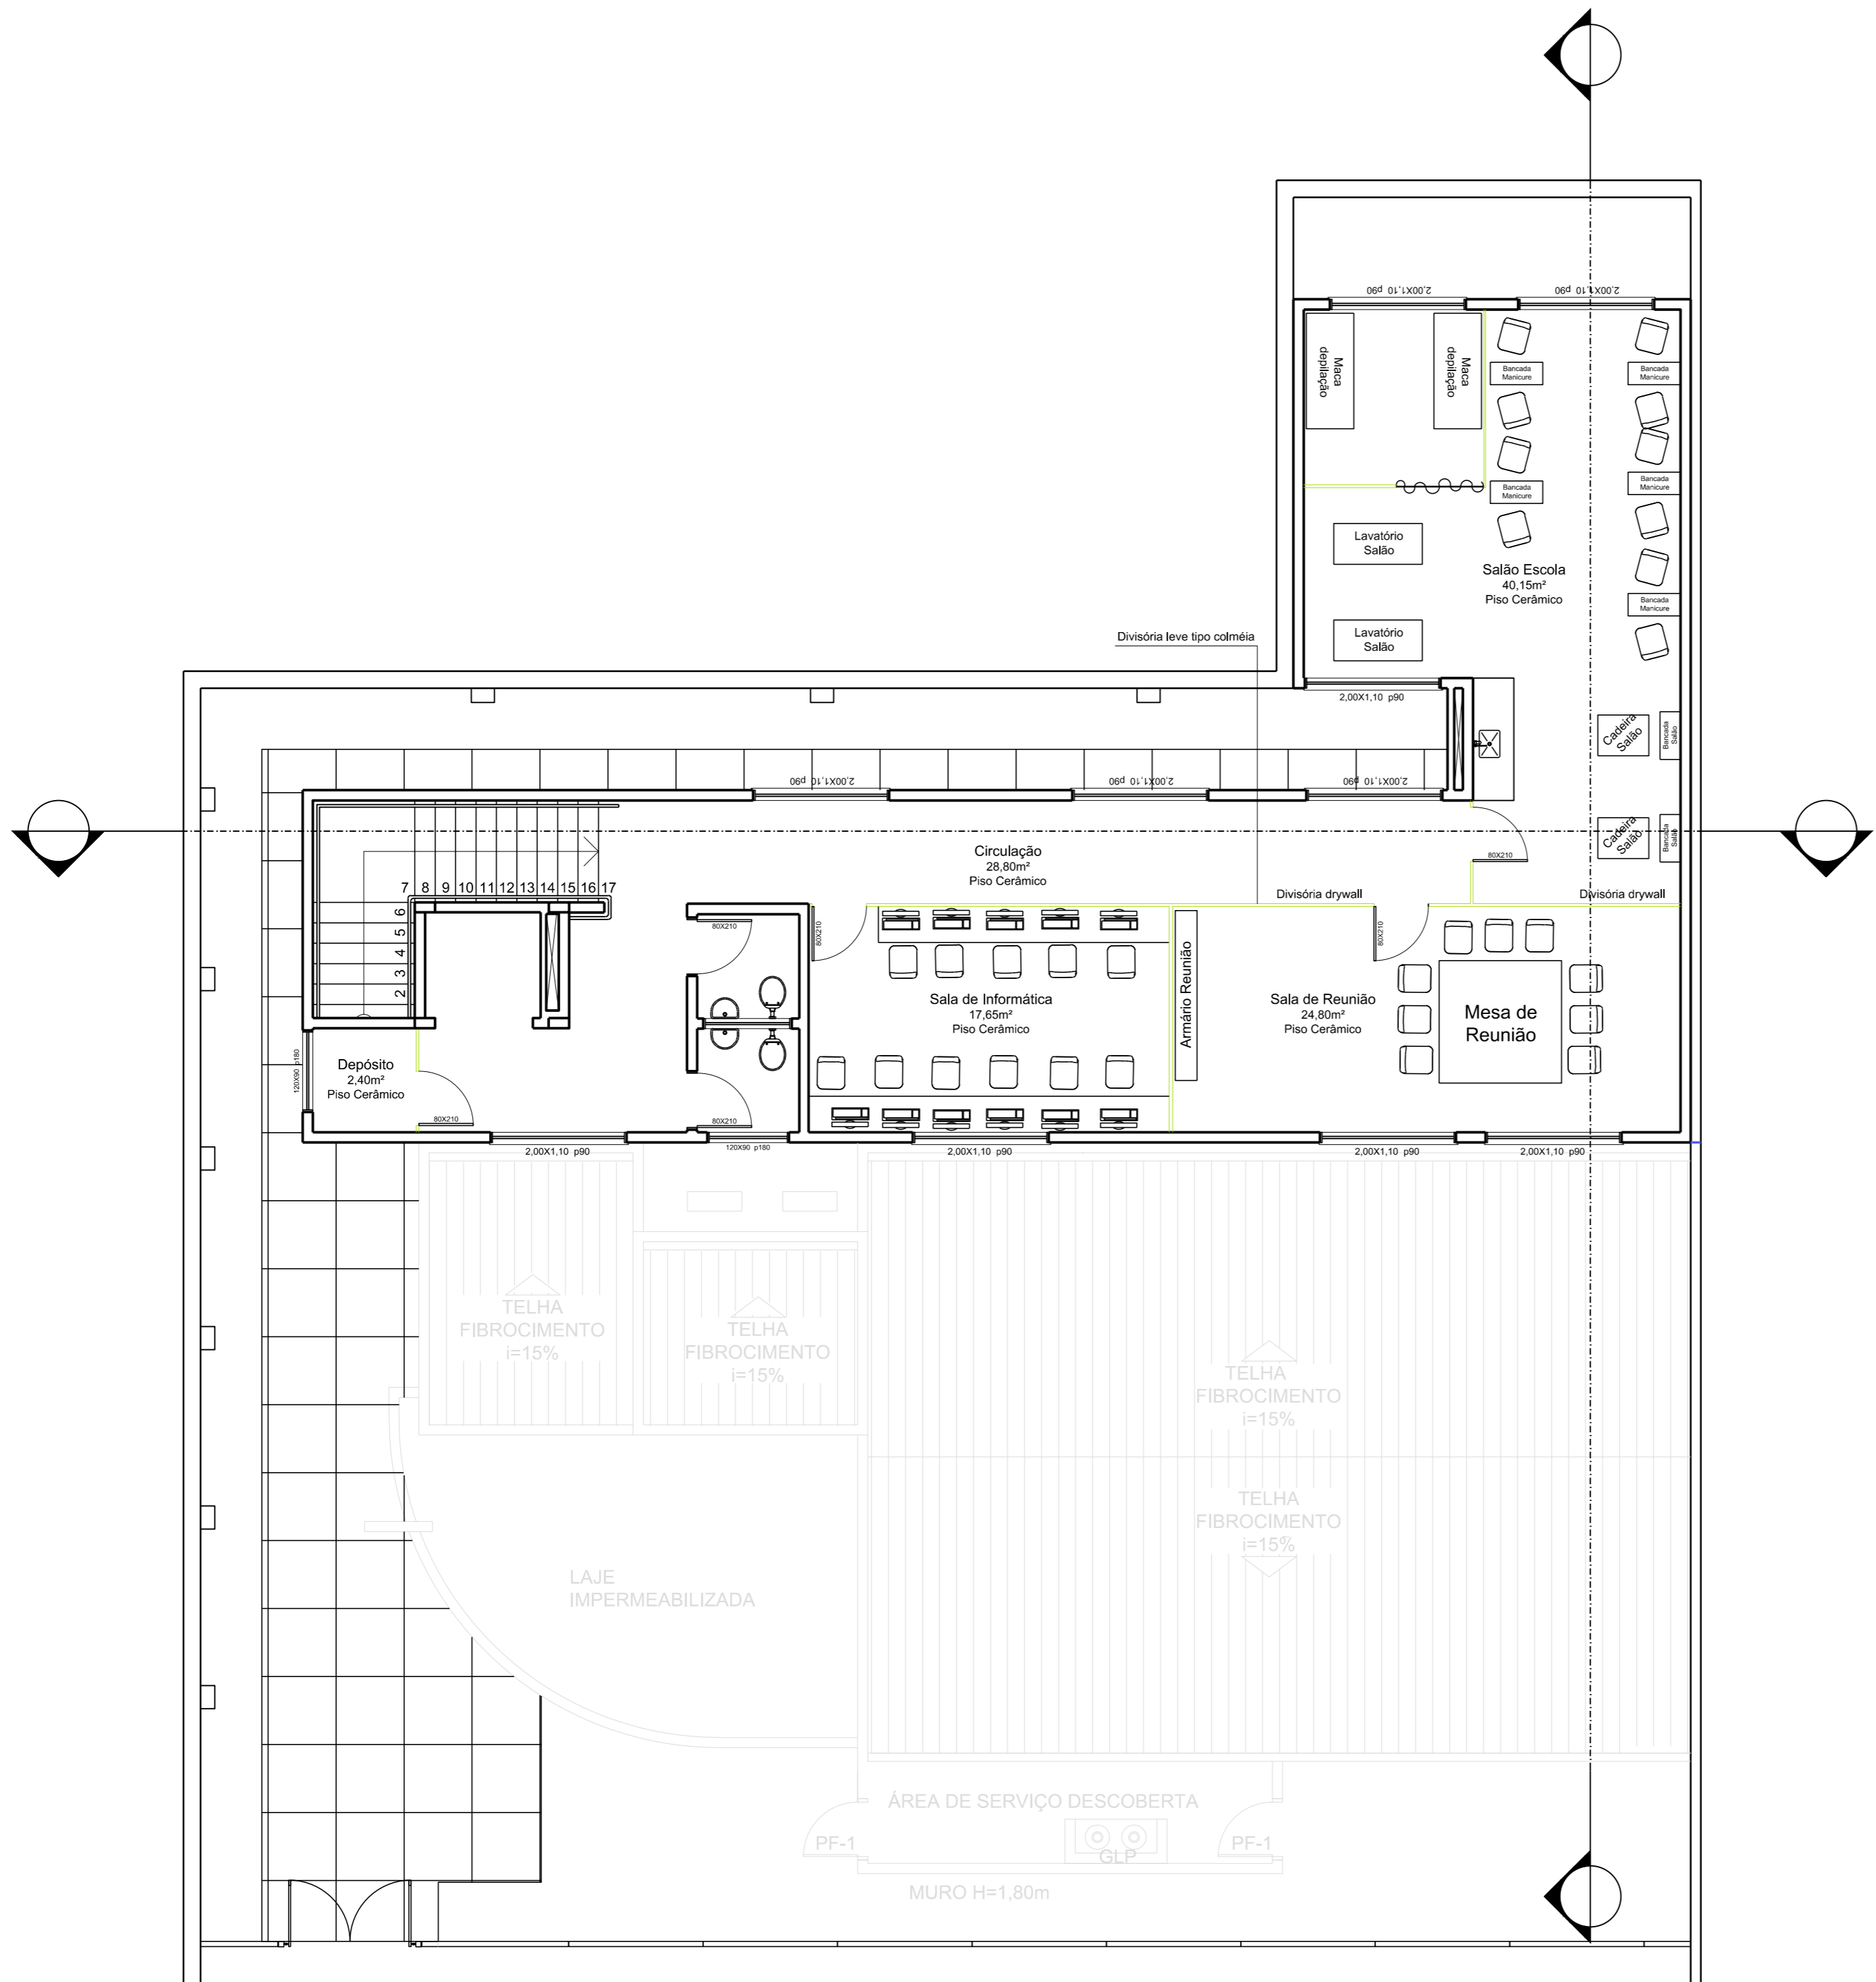 2,00X1,10 p90
2,00X1,10 p90
Maca
depilação
Maca
depilação
Bancada
Manicure
Bancada
Manicure
Bancada
Manicure
Bancada
Manicure
Lavatório
Salão
Salão Escola
40,15m²
Piso Cerâmico
Bancada
Manicure
Lavatório
Salão
Divisória leve tipo colméia
2,00X1,10 p90
Cadeira
Salão
Bancada
Salão
2,00X1,10 p90
2,00X1,10 p90
2,00X1,10 p90
Cadeira
Salão
Bancada
Salão
Circulação
28,80m²
Piso Cerâmico
80X210
7 8 9 10 11 12 13 14 15 16 17
6
5
4
3
2
Divisória drywall
Divisória drywall
80X210
80X210
80X210
Armário Reunião
Sala de Informática
17,65m²
Piso Cerâmico
Sala de Reunião
24,80m²
Piso Cerâmico
Mesa de
Reunião
120X90 p180
Depósito
2,40m²
Piso Cerâmico
80X210
80X210
2,00X1,10 p90
120X90 p180
2,00X1,10 p90
2,00X1,10 p90
2,00X1,10 p90
TELHA
FIBROCIMENTO
i=15%
TELHA
FIBROCIMENTO
i=15%
TELHA
FIBROCIMENTO
i=15%
TELHA
FIBROCIMENTO
i=15%
LAJE
IMPERMEABILIZADA
ÁREA DE SERVIÇO DESCOBERTA
PF-1
GLP
PF-1
MURO H=1,80m